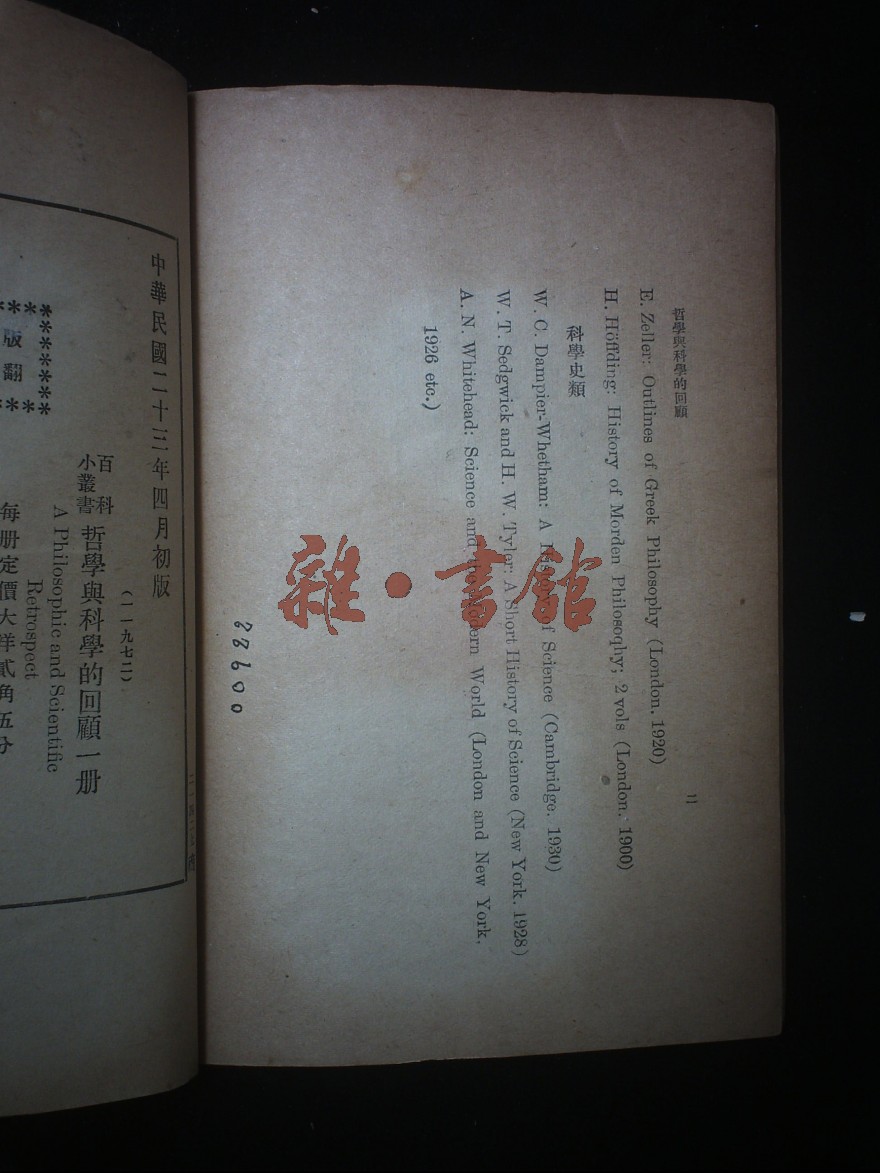 哲學與科學的回顧
二
E. Zeller: Outlines of Greek Philosophy (London. 1920)
H. Höffding: History of Morden Philosoqhy; 2 vols (London. 1900)
科學史類
W. C. Dampier-Whetham: A History of Science (Cambridge. 1930)
W. T. Sedgwick and H. W. Tyler: A Short History of Science (New York. 1928)
A. N. Whitehead: Science and the Modern World (London and New York.
1926 etc.)
雜·書館
88600
中華民國二十三年四月初版
(一一九七二)
百科小叢書 哲學與科學的回顧一册
A Philosophic and Scientific
Retrospect
每册定價大洋貳角五分
*******
* 翻 *
* 版 *